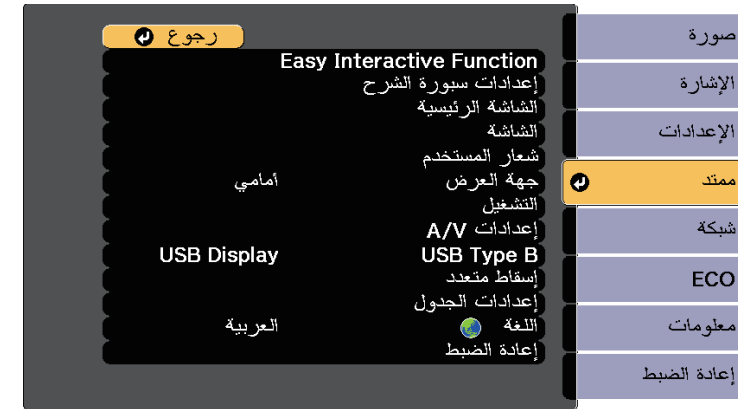 صورة
الإشارة
الإعدادات
ممتد
شبكة
ECO
معلومات
إعادة الضبط
رجوع
Easy Interactive Function
إعدادات سبورة الشرح
الشاشة الرئيسية
الشاشة
شعار المستخدم
جهة العرض أمامي
التشغيل
إعدادات A/V
USB Type B USB Display
إسقاط متعدد
إعدادات الجدول
اللغة العربية
إعادة الضبط